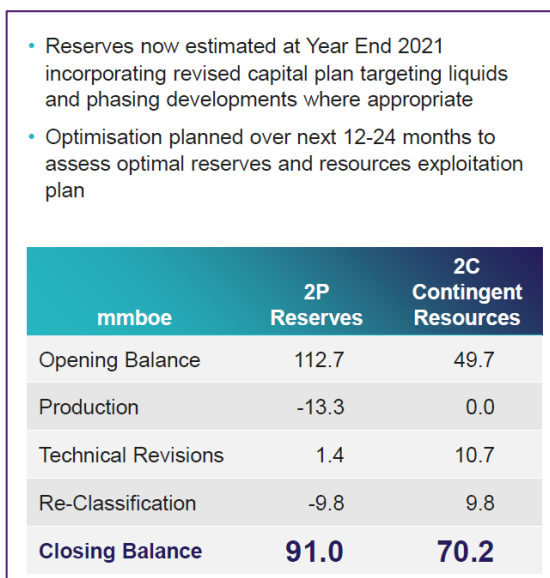 • Reserves now estimated at Year End 2021
incorporating revised capital plan targeting liquids
and phasing developments where appropriate
• Optimisation planned over next 12-24 months to
assess optimal reserves and resources exploitation
plan
mmboe 2P Reserves 2C Contingent Resources
Opening Balance 112.7 49.7
Production -13.3 0.0
Technical Revisions 1.4 10.7
Re-Classification -9.8 9.8
Closing Balance 91.0 70.2